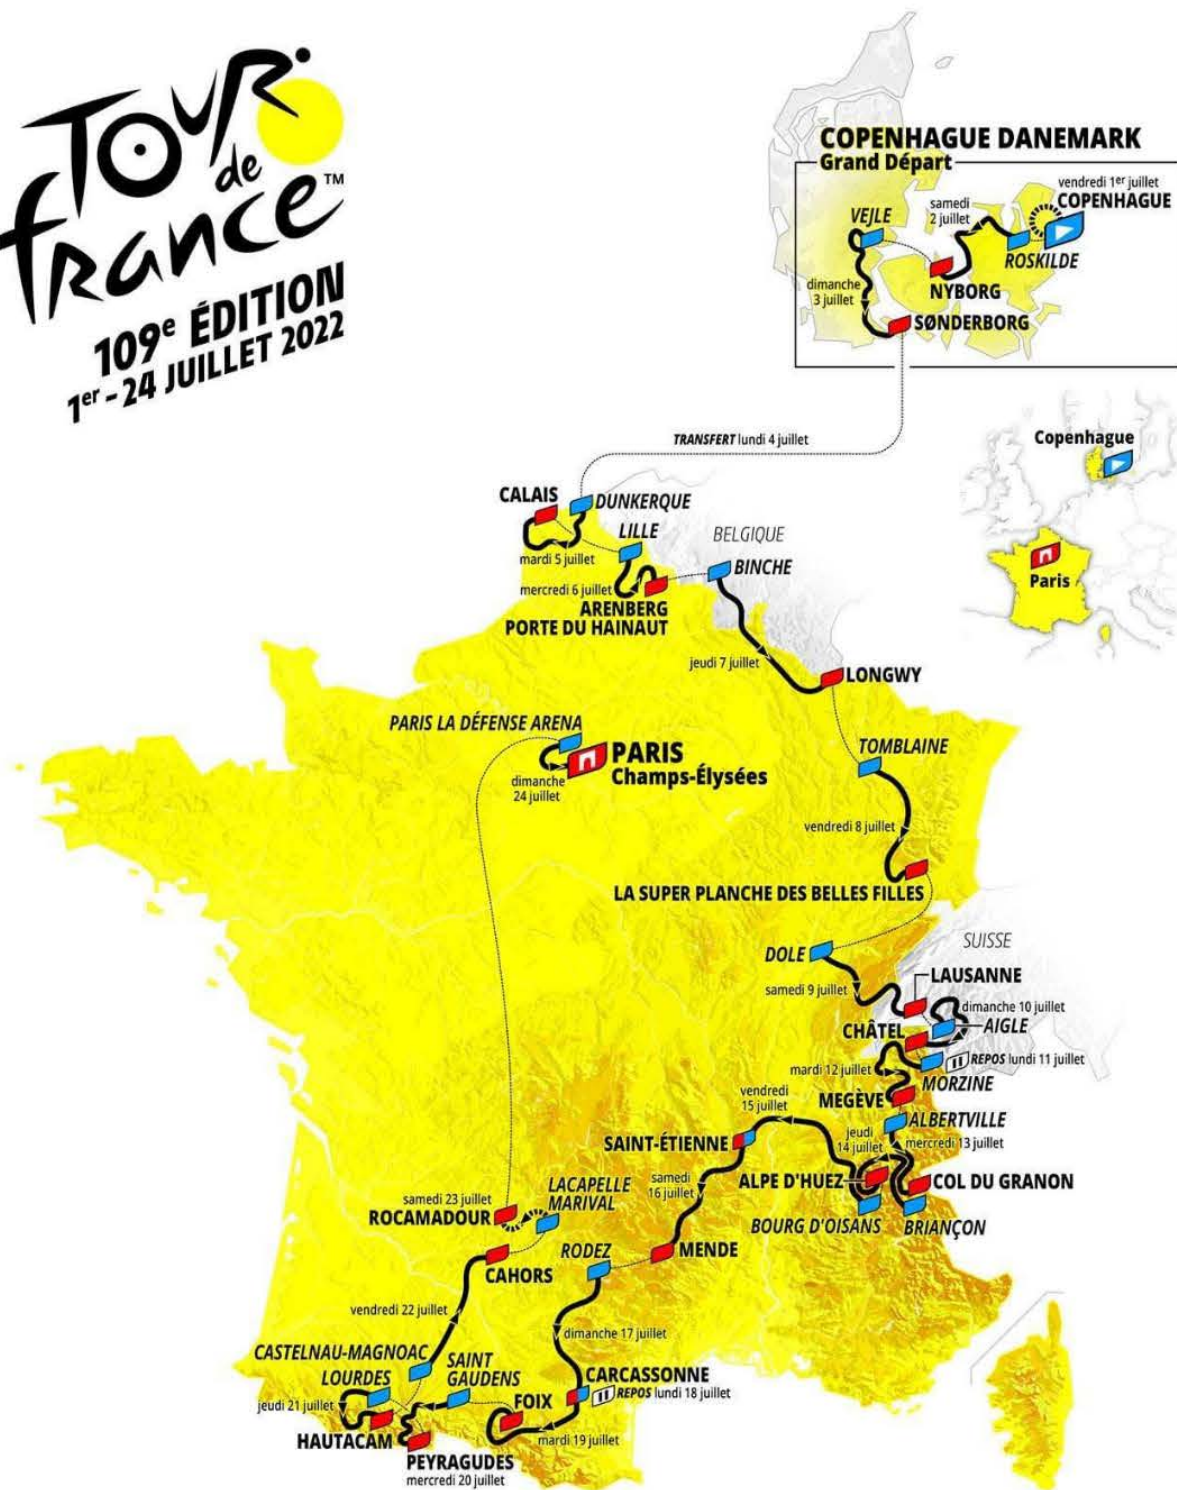 TOUR
de
france™
109e ÉDITION
1er - 24 JUILLET 2022
COPENHAGUE DANEMARK
Grand Départ
vendredi 1er juillet
COPENHAGUE
samedi
2 juillet
VEJLE
ROSKILDE
NYBORG
dimanche
3 juillet
SØNDERBORG
TRANSFERT lundi 4 juillet
Copenhague
Paris
CALAIS
DUNKERQUE
LILLE
BELGIQUE
mardi 5 juillet
BINCHE
mercredi 6 juillet
ARENBERG
PORTE DU HAINAUT
jeudi 7 juillet
LONGWY
PARIS LA DÉFENSE ARENA
PARIS
Champs-Élysées
dimanche
24 juillet
TOMBLAINE
vendredi 8 juillet
LA SUPER PLANCHE DES BELLES FILLES
DOLE
SUISSE
samedi 9 juillet
LAUSANNE
dimanche 10 juillet
AIGLE
CHÂTEL
REPOS lundi 11 juillet
mardi 12 juillet
MORZINE
MEGÈVE
vendredi
15 juillet
ALBERTVILLE
jeudi
14 juillet
mercredi 13 juillet
SAINT-ÉTIENNE
samedi
16 juillet
ALPE D'HUEZ
COL DU GRANON
BOURG D'OISANS
BRIANÇON
samedi 23 juillet
ROCAMADOUR
LACAPELLE
MARIVAL
RODEZ
MENDE
CAHORS
vendredi 22 juillet
dimanche 17 juillet
CASTELNAU-MAGNOAC
LOURDES
SAINT
GAUDENS
CARCASSONNE
REPOS lundi 18 juillet
jeudi 21 juillet
FOIX
mardi 19 juillet
HAUTACAM
PEYRAGUDES
mercredi 20 juillet